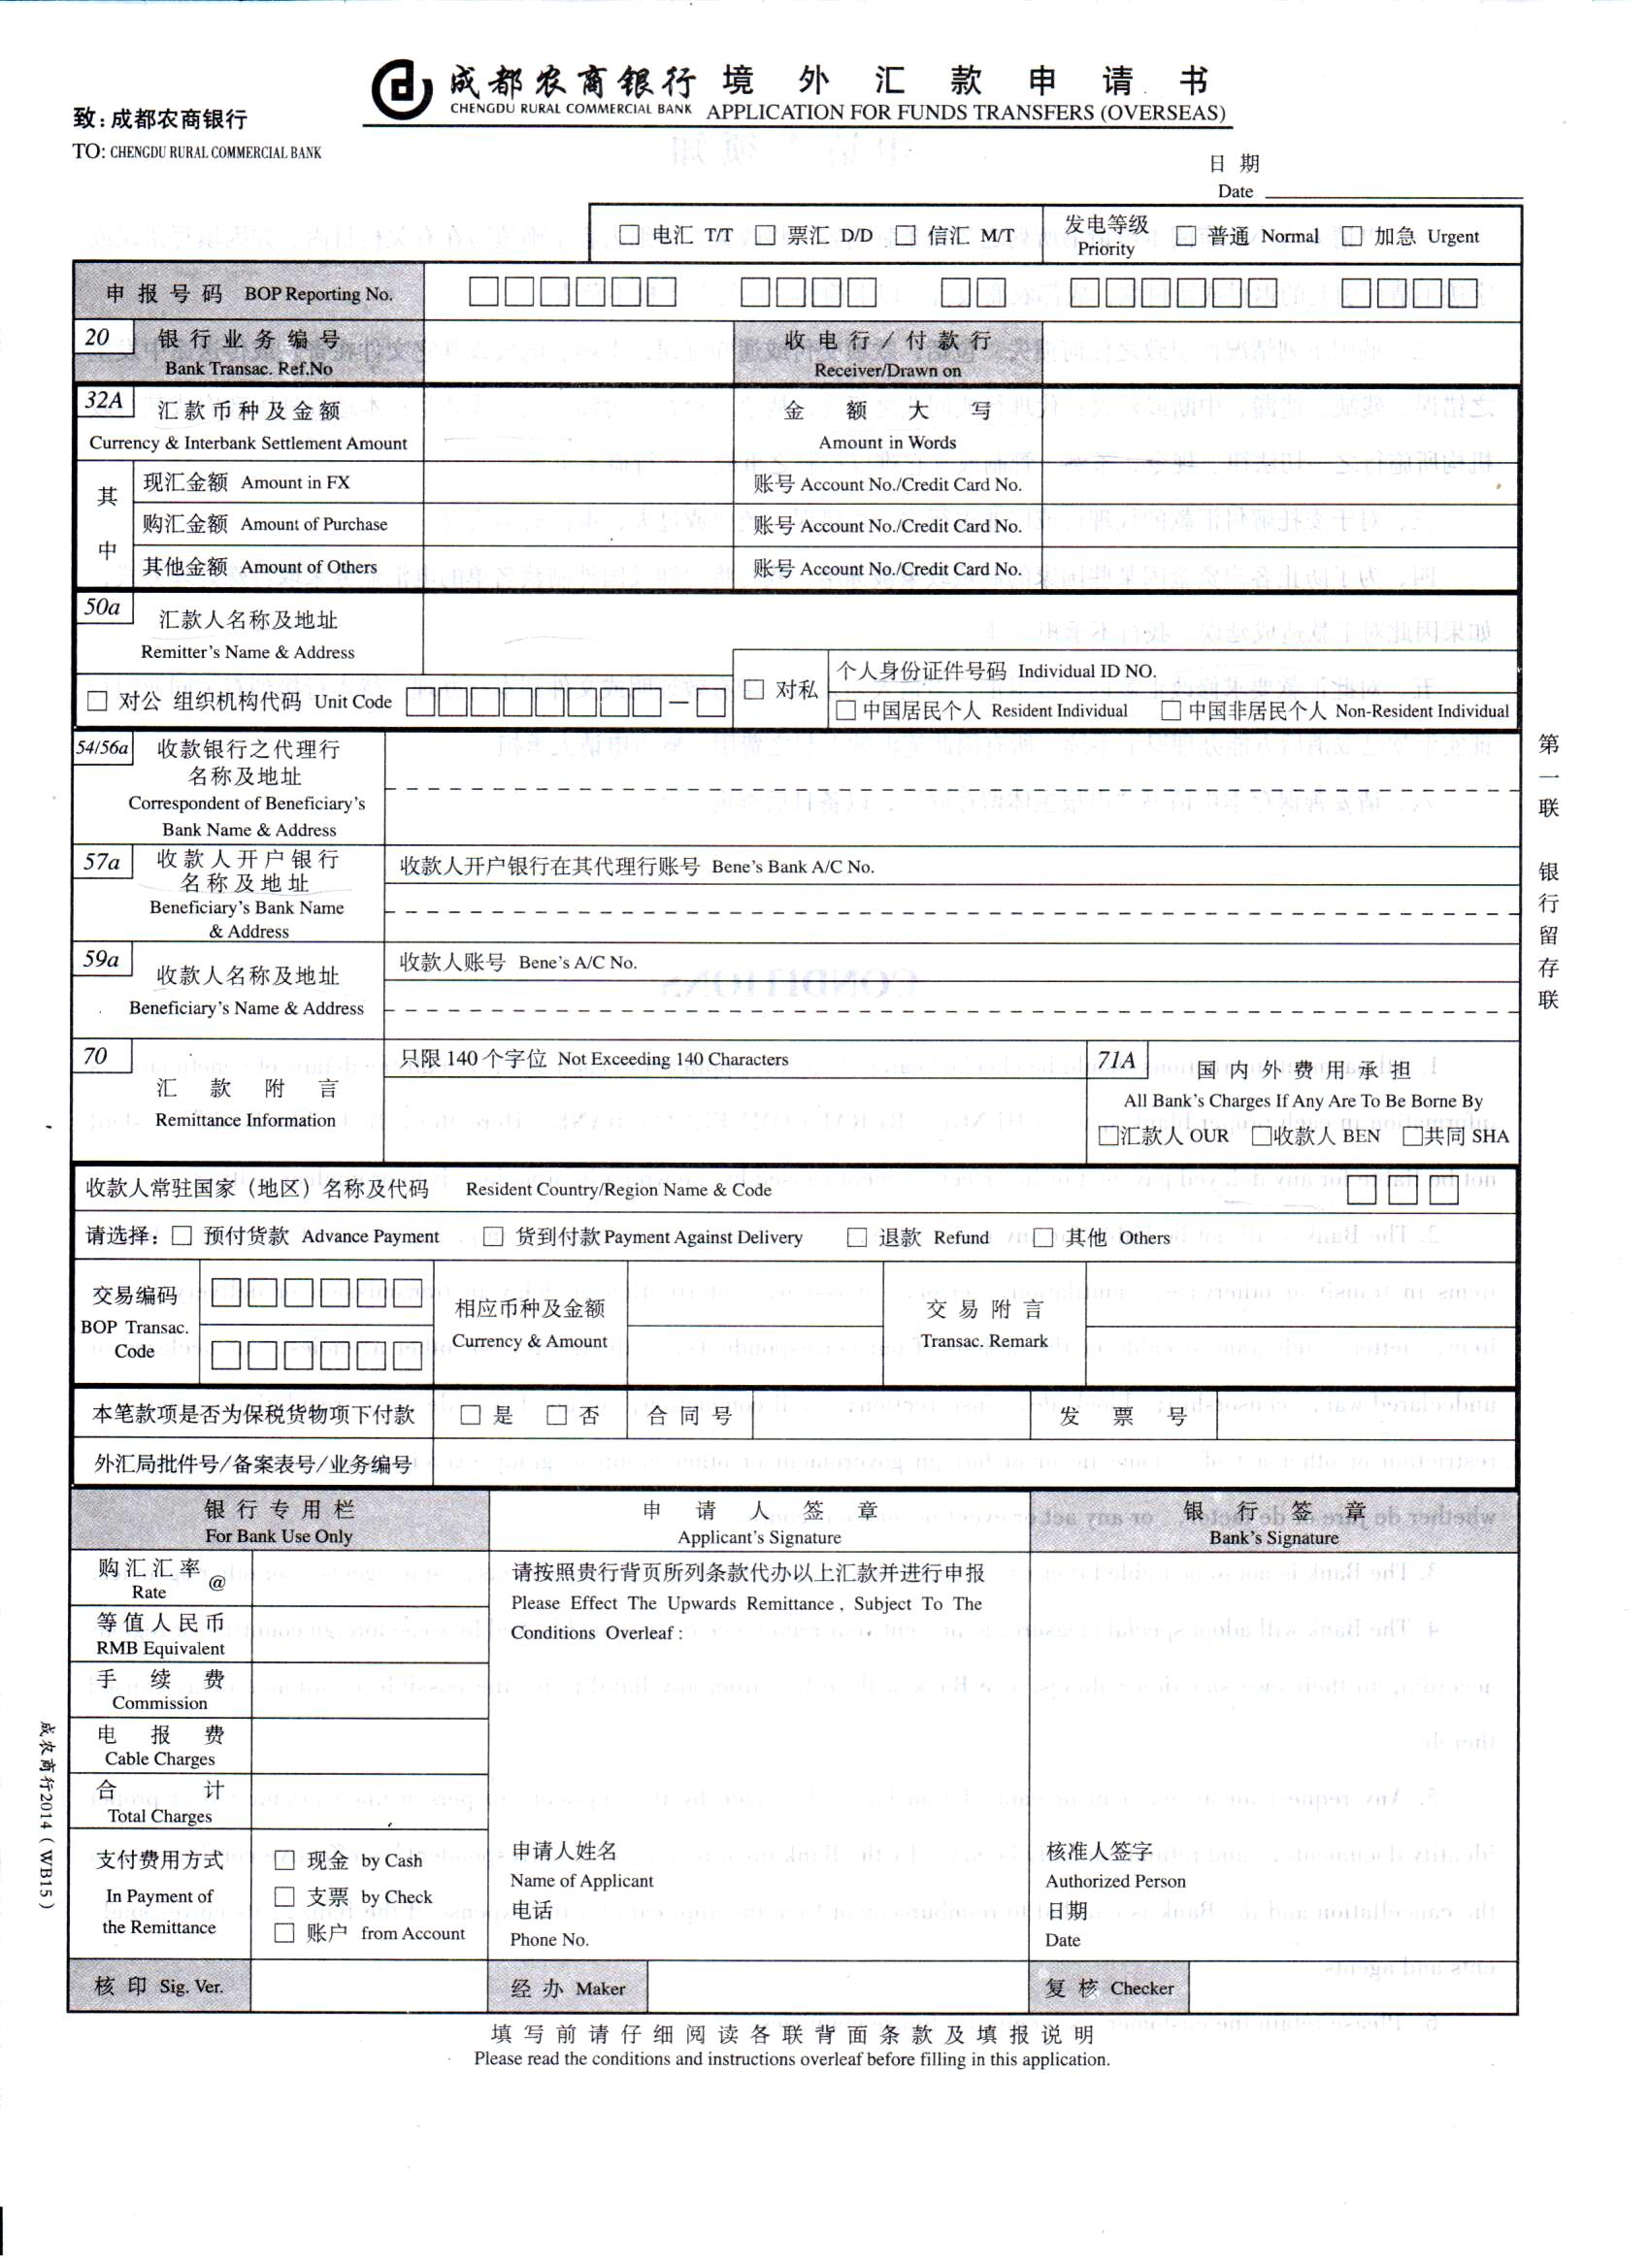 成都农商银行 境外汇款申请书
CHENGDU RURAL COMMERCIAL BANK APPLICATION FOR FUNDS TRANSFERS (OVERSEAS)
致:成都农商银行
TO: CHENGDU RURAL COMMERCIAL BANK
日期
Date
□ 电汇 T/T □ 票汇 D/D □ 信汇 M/T
发电等级
Priority
□ 普通 Normal □ 加急 Urgent
申报号码 BOP Reporting No.
20
银行业务编号
Bank Transac. Ref.No
收电行/付款行
Receiver/Drawn on
32A
汇款币种及金额
Currency & Interbank Settlement Amount
金额大写
Amount in Words
其中
现汇金额 Amount in FX
账号 Account No./Credit Card No.
购汇金额 Amount of Purchase
账号 Account No./Credit Card No.
其他金额 Amount of Others
账号 Account No./Credit Card No.
50a
汇款人名称及地址
Remitter's Name & Address
□ 对公 组织机构代码 Unit Code
□ 对私
个人身份证件号码 Individual ID NO.
□ 中国居民个人 Resident Individual □ 中国非居民个人 Non-Resident Individual
54/56a
收款银行之代理行
名称及地址
Correspondent of Beneficiary's
Bank Name & Address
57a
收款人开户银行
名称及地址
Beneficiary's Bank Name
& Address
收款人开户银行在其代理行账号 Bene's Bank A/C No.
59a
收款人名称及地址
Beneficiary's Name & Address
收款人账号 Bene's A/C No.
70
汇款附言
Remittance Information
只限 140 个字位 Not Exceeding 140 Characters
71A
国内外费用承担
All Bank's Charges If Any Are To Be Borne By
□汇款人 OUR □收款人 BEN □共同 SHA
收款人常驻国家（地区）名称及代码 Resident Country/Region Name & Code
请选择: □ 预付货款 Advance Payment □ 货到付款 Payment Against Delivery □ 退款 Refund □ 其他 Others
交易编码
BOP Transac.
Code
相应币种及金额
Currency & Amount
交易附言
Transac. Remark
本笔款项是否为保税货物项下付款 □ 是 □ 否 合同号 发票号
外汇局批件号/备案表号/业务编号
银行专用栏
For Bank Use Only
申请人签章
Applicant's Signature
银行签章
Bank's Signature
购汇汇率 @
Rate
等值人民币
RMB Equivalent
手续费
Commission
电报费
Cable Charges
合计
Total Charges
支付费用方式
In Payment of
the Remittance
□ 现金 by Cash
□ 支票 by Check
□ 账户 from Account
请按照贵行背页所列条款代办以上汇款并进行申报
Please Effect The Upwards Remittance, Subject To The
Conditions Overleaf:
申请人姓名
Name of Applicant
电话
Phone No.
核准人签字
Authorized Person
日期
Date
核印 Sig. Ver. 经办 Maker 复核 Checker
填写前请仔细阅读各联背面条款及填报说明
Please read the conditions and instructions overleaf before filling in this application.
第一联 银行留存联
成农商行2014（WB15）